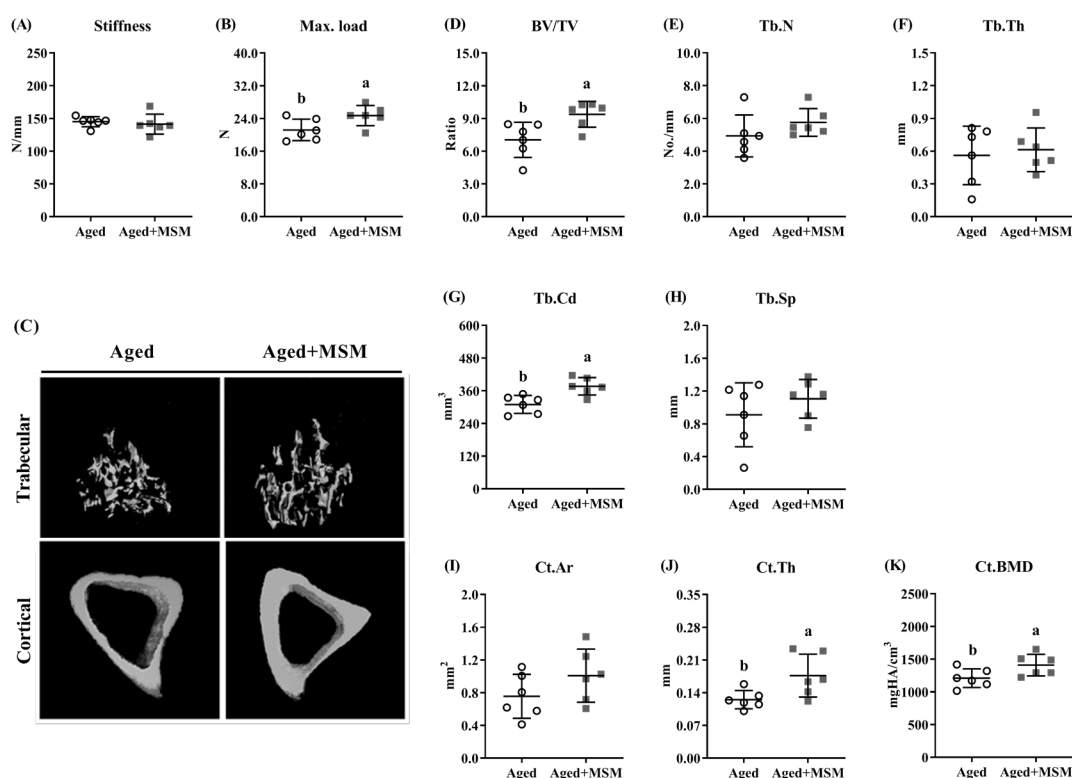 (A) Stiffness
N/mm
250
200
150
100
50
0
Aged Aged+MSM
(B) Max. load
N
40.0
32.0
24.0
16.0
8.0
0.0
b a
Aged Aged+MSM
(D) BV/TV
Ratio
15.0
12.0
9.0
6.0
3.0
0.0
b a
Aged Aged+MSM
(E) Tb.N
No./mm
10.0
8.0
6.0
4.0
2.0
0.0
Aged Aged+MSM
(F) Tb.Th
mm
1.5
1.2
0.9
0.6
0.3
0.0
Aged Aged+MSM
(C)
Aged Aged+MSM
Trabecular
Cortical
(G) Tb.Cd
mm³
600
480
360
240
120
0
b a
Aged Aged+MSM
(H) Tb.Sp
mm
2.0
1.6
1.2
0.8
0.4
0.0
Aged Aged+MSM
(I) Ct.Ar
mm²
2.0
1.6
1.2
0.8
0.4
0.0
Aged Aged+MSM
(J) Ct.Th
mm
0.35
0.28
0.21
0.14
0.07
0.00
b a
Aged Aged+MSM
(K) Ct.BMD
mgHA/cm³
2500
2000
1500
1000
500
0
b a
Aged Aged+MSM